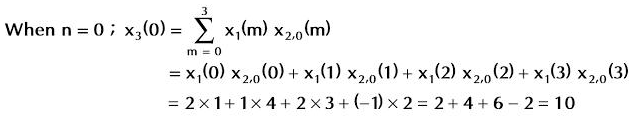 When n = 0 ; x₃(0) = ∑³ₘ ₌ ₀ x₁(m) x₂,₀(m)
= x₁(0) x₂,₀(0) + x₁(1) x₂,₀(1) + x₁(2) x₂,₀(2) + x₁(3) x₂,₀(3)
= 2 × 1 + 1 × 4 + 2 × 3 + (−1) × 2 = 2 + 4 + 6 − 2 = 10